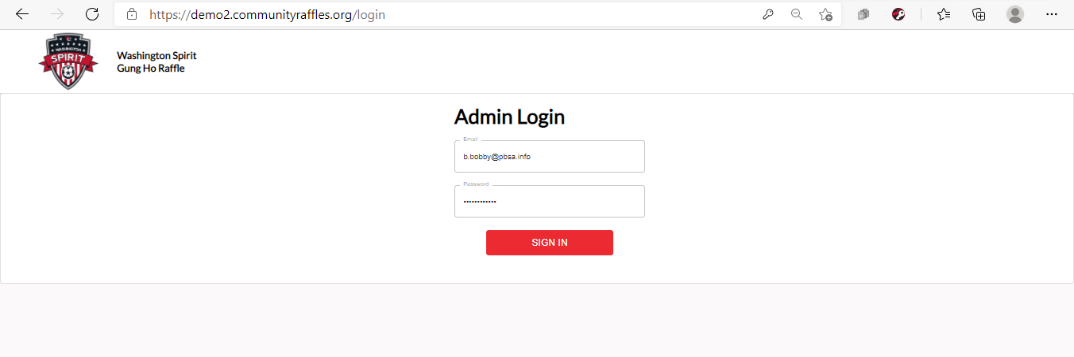 https://demo2.communityraffles.org/login
WASHINGTON
SPIRIT
Washington Spirit
Gung Ho Raffle
Admin Login
Email
b.bobby@pbsa.info
Password
••••••••••••
SIGN IN